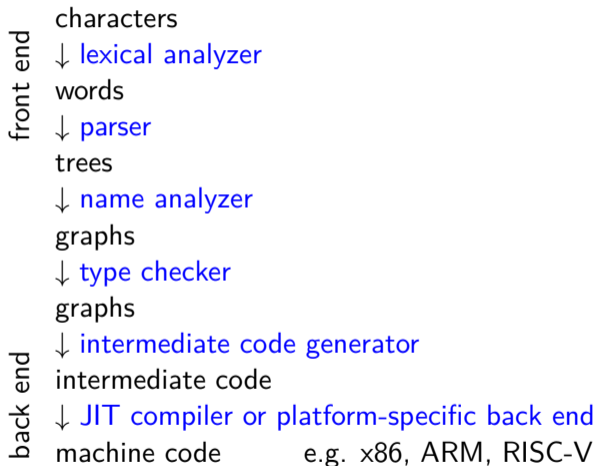 front end
characters
↓ lexical analyzer
words
↓ parser
trees
↓ name analyzer
graphs
↓ type checker
graphs
↓ intermediate code generator
back end
intermediate code
↓ JIT compiler or platform-specific back end
machine code e.g. x86, ARM, RISC-V